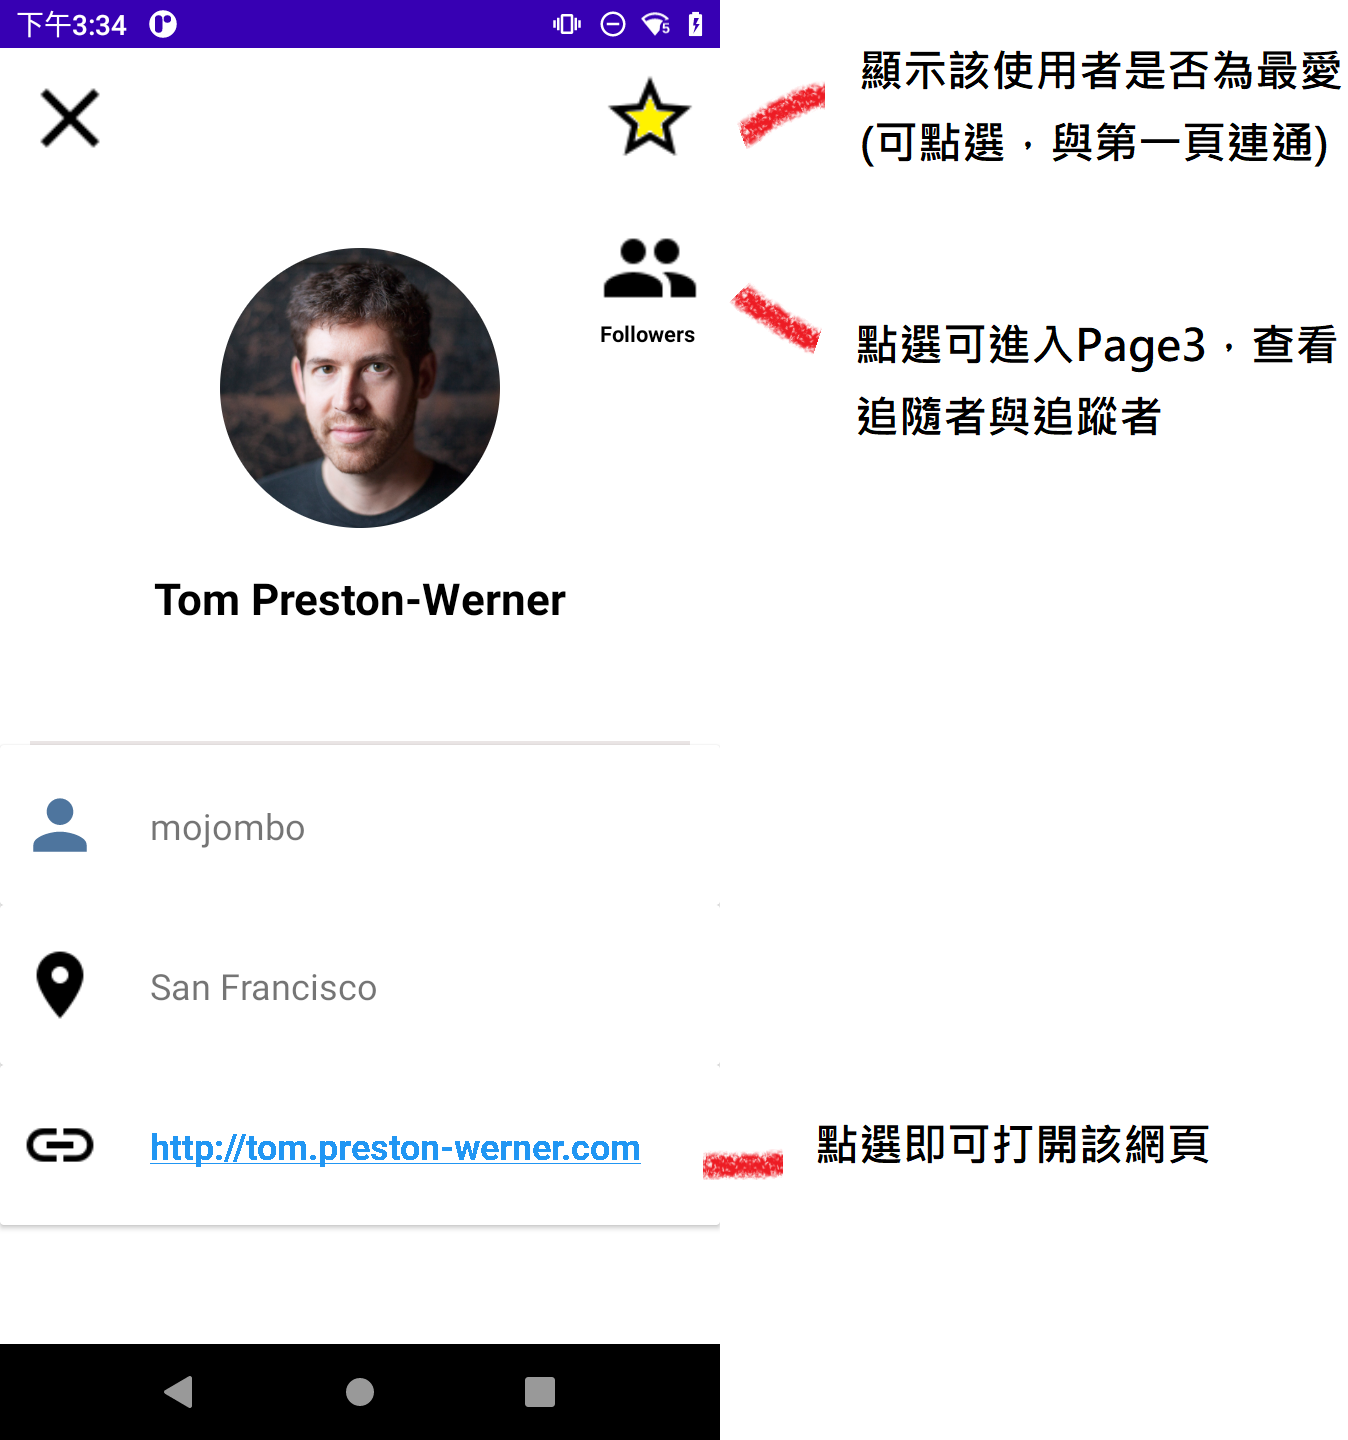 下午3:34
5
顯示該使用者是否為最愛
(可點選，與第一頁連通)
Followers
點選可進入Page3，查看
追隨者與追蹤者
Tom Preston-Werner
mojombo
San Francisco
http://tom.preston-werner.com
點選即可打開該網頁